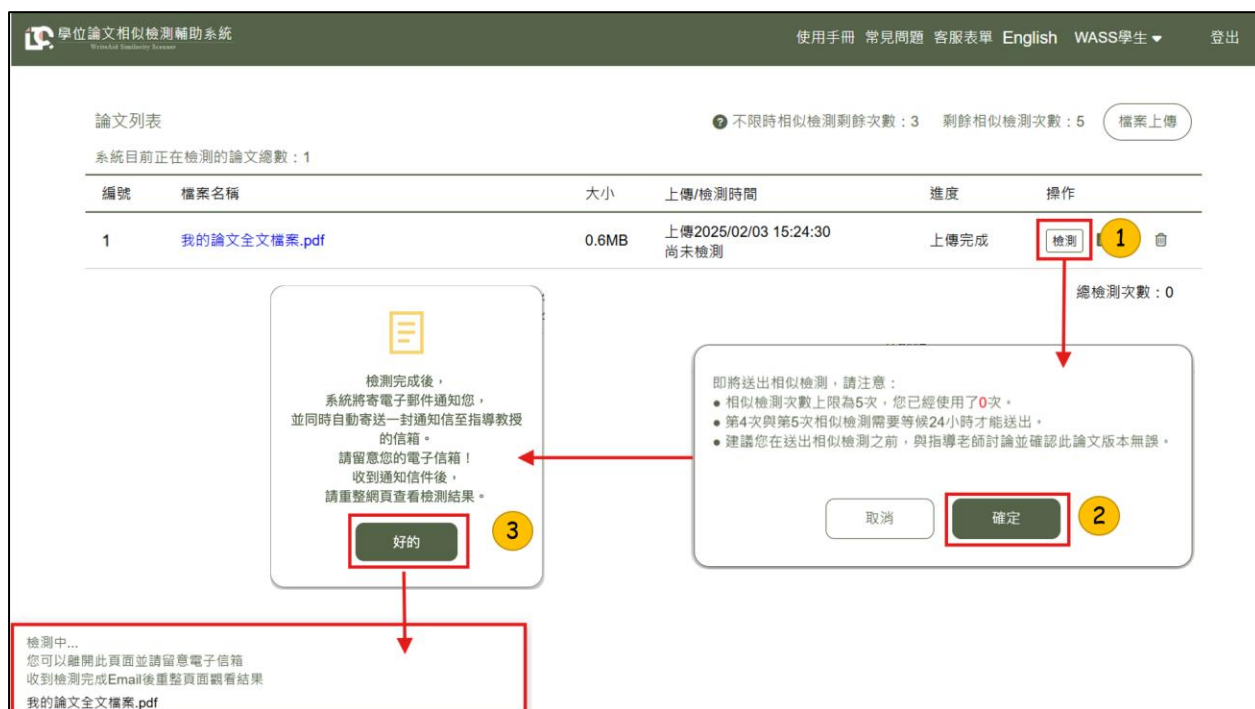 學位論文相似檢測輔助系統
WriteAid Similarity Scanner
使用手冊 常見問題 客服表單 English WASS學生 登出
論文列表
不限時相似檢測剩餘次數：3 剩餘相似檢測次數：5 檔案上傳
系統目前正在檢測的論文總數：1
編號 檔案名稱 大小 上傳/檢測時間 進度 操作
1 我的論文全文檔案.pdf 0.6MB 上傳2025/02/03 15:24:30 上傳完成 檢測 1
尚未檢測
總檢測次數：0
即將送出相似檢測，請注意：
● 相似檢測次數上限為5次，您已經使用了0次。
● 第4次與第5次相似檢測需要等候24小時才能送出。
● 建議您在送出相似檢測之前，與指導老師討論並確認此論文版本無誤。
取消 確定 2
檢測完成後，
系統將寄電子郵件通知您，
並同時自動寄送一封通知信至指導教授
的信箱。
請留意您的電子信箱！
收到通知信件後，
請重整網頁查看檢測結果。
好的 3
檢測中...
您可以離開此頁面並請留意電子信箱
收到檢測完成Email後重整頁面觀看結果
我的論文全文檔案.pdf